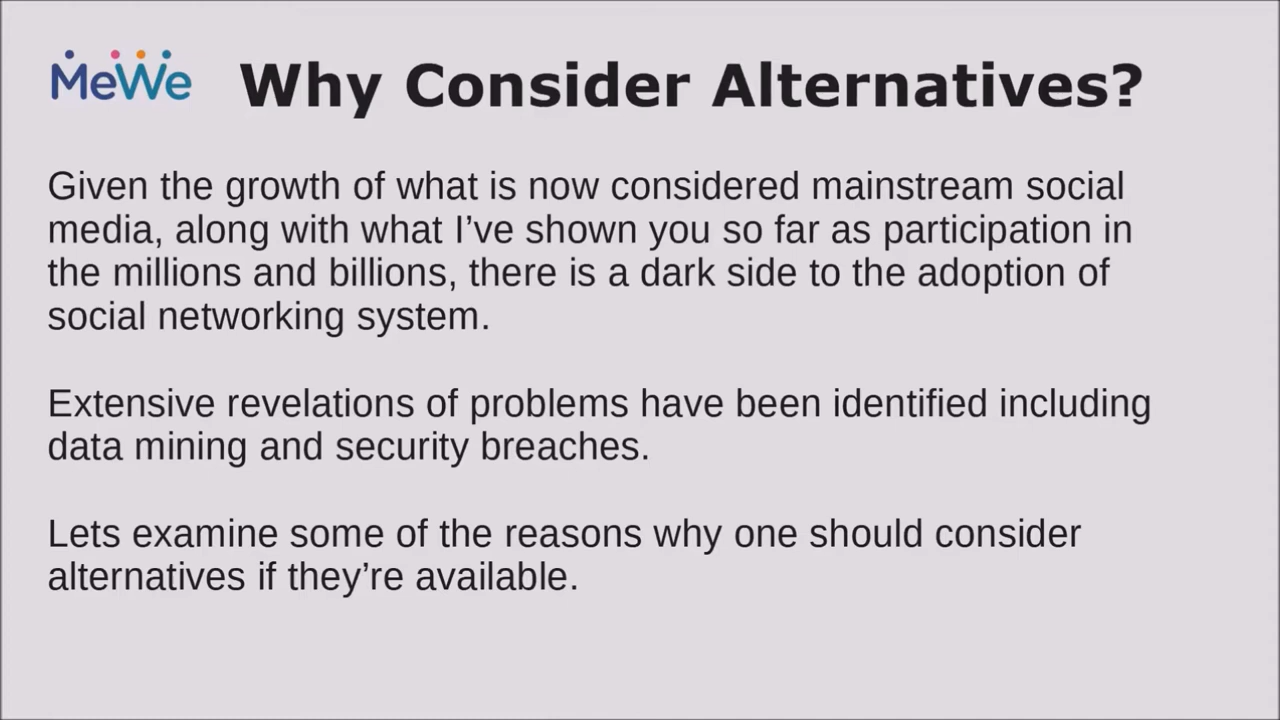 MeWe
Why Consider Alternatives?
Given the growth of what is now considered mainstream social
media, along with what I’ve shown you so far as participation in
the millions and billions, there is a dark side to the adoption of
social networking system.
Extensive revelations of problems have been identified including
data mining and security breaches.
Lets examine some of the reasons why one should consider
alternatives if they’re available.